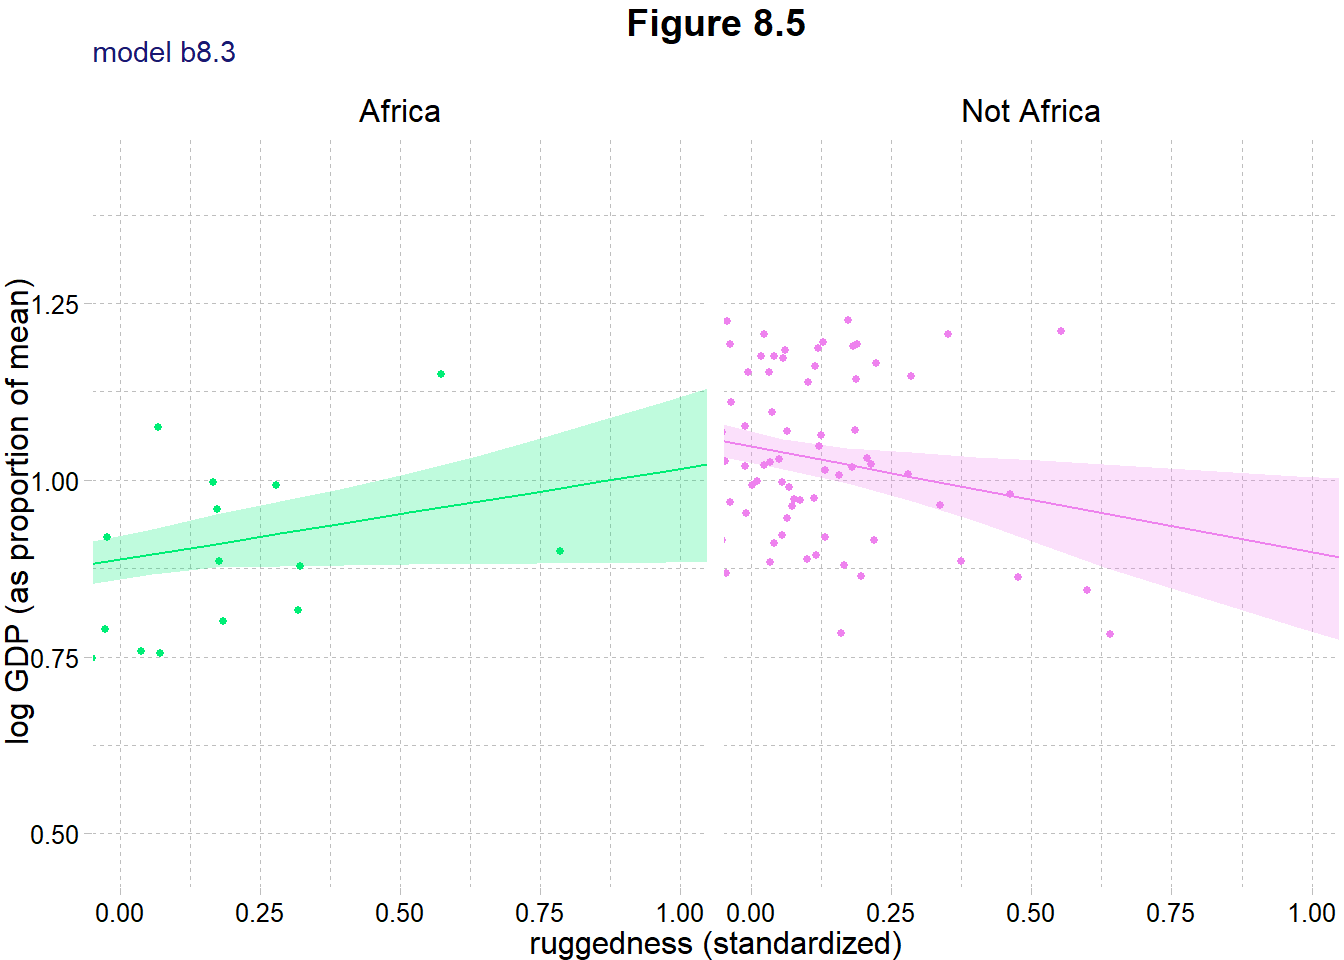 Figure 8.5
model b8.3
Africa
Not Africa
log GDP (as proportion of mean)
1.25
1.00
0.75
0.50
0.00 0.25 0.50 0.75 1.00
0.00 0.25 0.50 0.75 1.00
ruggedness (standardized)